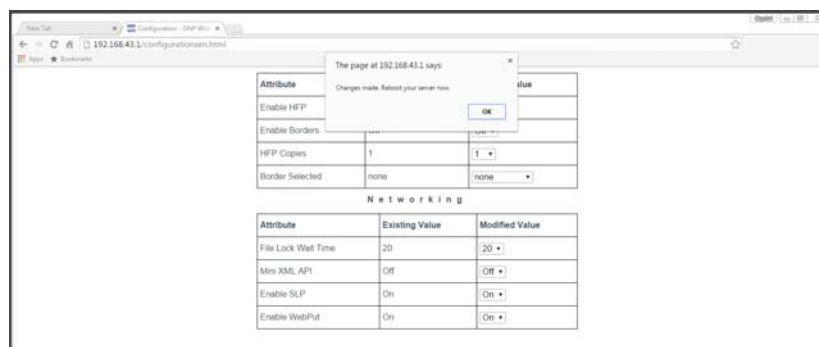 New Tab
Configuration - DNP Wi
192.168.43.1/configurationsen.html
Apps Bookmarks
The page at 192.168.43.1 says:
Changes made. Reboot your server now.
OK
Attribute
Enable HFP
Enable Borders
HFP Copies 1 1
Border Selected none none
Networking
Attribute Existing Value Modified Value
File Lock Wait Time 20 20
Mini XML API Off Off
Enable SLP On On
Enable WebPut On On